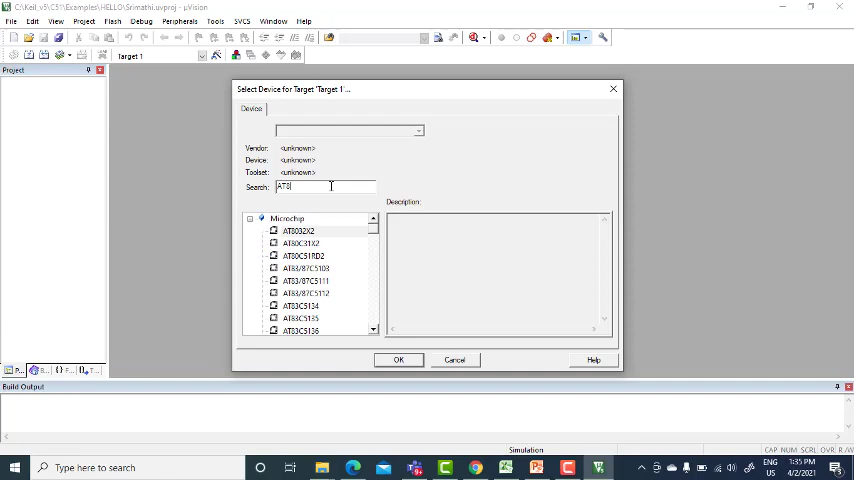 C:\Keil_v5\C51\Examples\HELLO\Srimathi.uvproj - µVision
File Edit View Project Flash Debug Peripherals Tools SVCS Window Help
Target 1
Project
Select Device for Target 'Target 1'...
Device
Vendor: <unknown>
Device: <unknown>
Toolset: <unknown>
Search: AT8
Description:
Microchip
AT8032X2
AT80C31X2
AT80C51RD2
AT83/87C5103
AT83/87C5111
AT83/87C5112
AT83C5134
AT83C5135
AT83C5136
OK Cancel Help
P... B... F... T...
Build Output
Simulation
CAP NUM SCRL OVR R/W
Type here to search
ENG
US
1:35 PM
4/2/2021